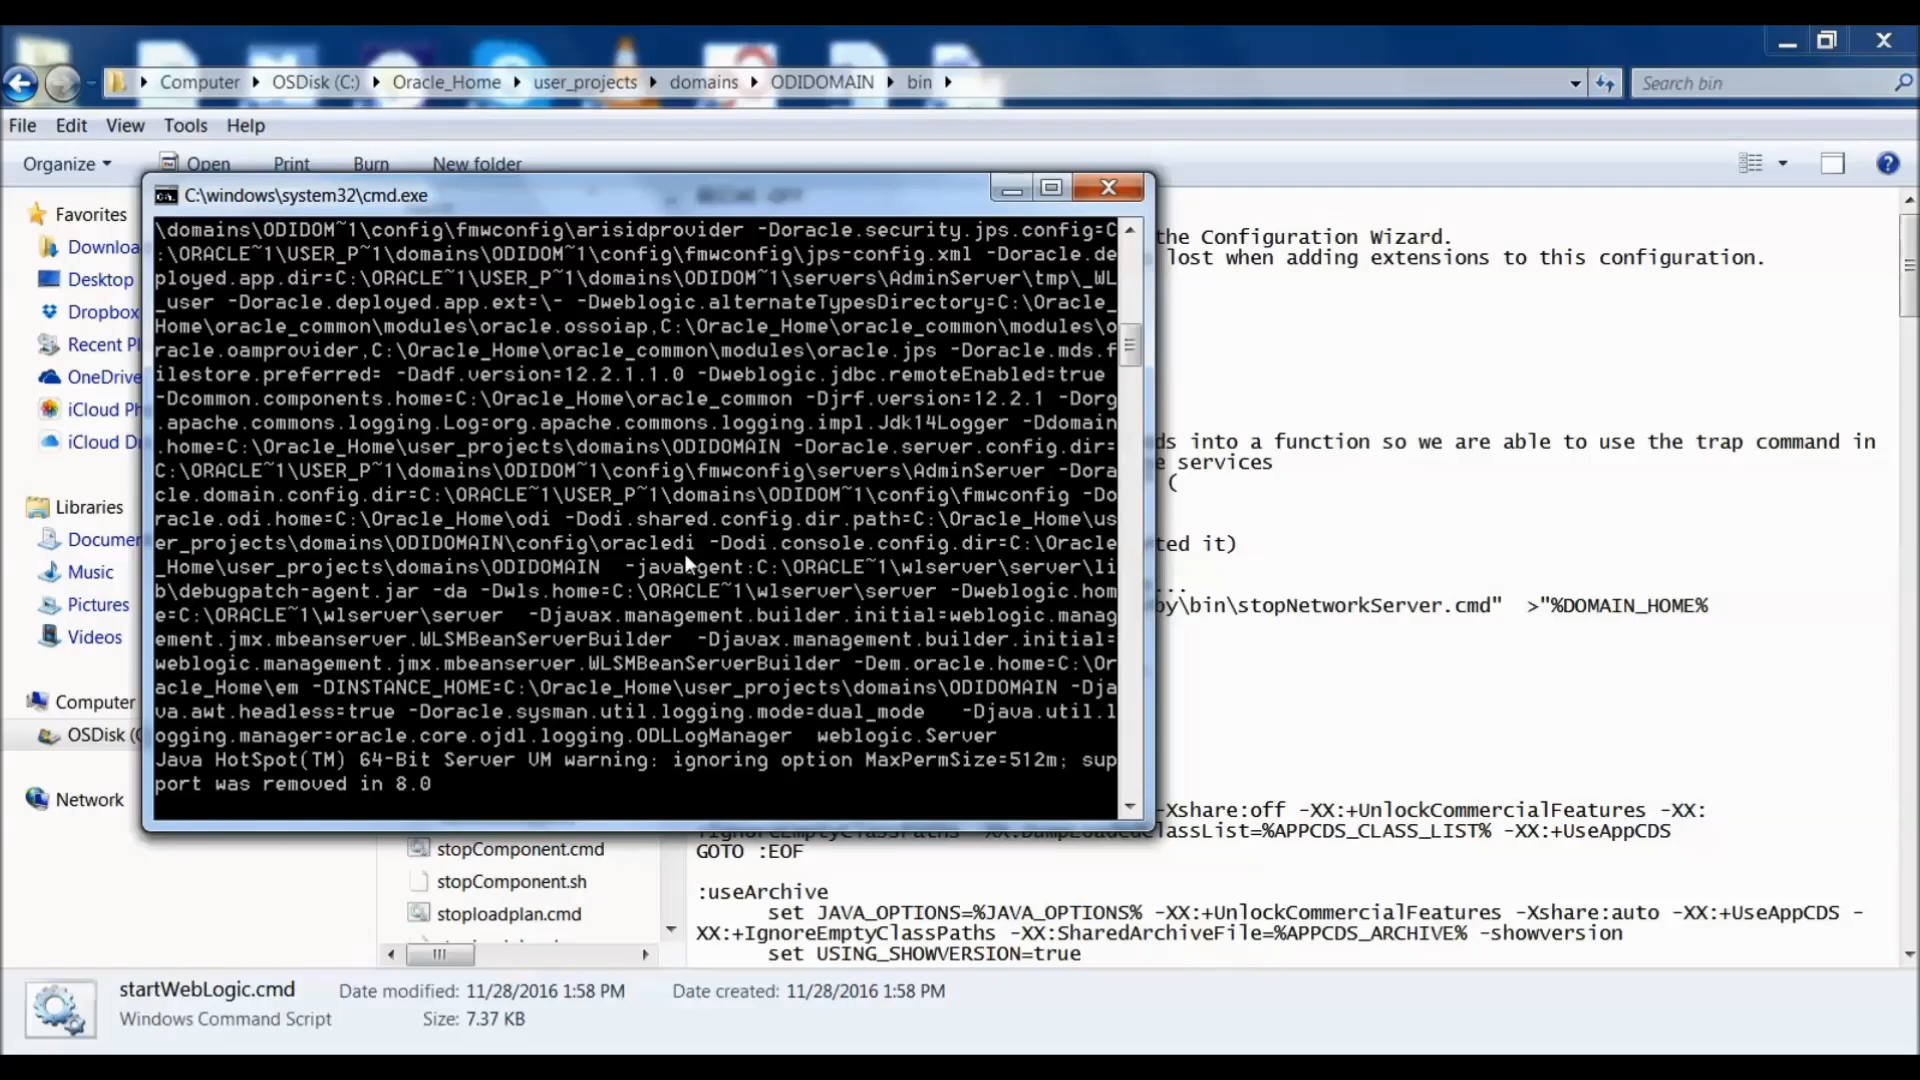 Computer OSDisk (C:) Oracle_Home user_projects domains ODIDOMAIN bin
Search bin
File Edit View Tools Help
Organize Open Print Burn New folder
C:\windows\system32\cmd.exe
Favorites
Downloa
Desktop
Dropbox
Recent Pl
OneDrive
iCloud Ph
iCloud Dr
Libraries
Documen
Music
Pictures
Videos
Computer
OSDisk (C
Network
\domains\ODIDOM~1\config\fmwconfig\arisidprovider -Doracle.security.jps.config=C
:\ORACLE~1\USER_P~1\domains\ODIDOM~1\config\fmwconfig\jps-config.xml -Doracle.de
ployed.app.dir=C:\ORACLE~1\USER_P~1\domains\ODIDOM~1\servers\AdminServer\tmp\_WL
_user -Doracle.deployed.app.ext=\- -Dweblogic.alternateTypesDirectory=C:\Oracle_
Home\oracle_common\modules\oracle.ossoiap,C:\Oracle_Home\oracle_common\modules\o
racle.oamprovider,C:\Oracle_Home\oracle_common\modules\oracle.jps -Doracle.mds.f
ilestore.preferred= -Dadf.version=12.2.1.1.0 -Dweblogic.jdbc.remoteEnabled=true
-Dcommon.components.home=C:\Oracle_Home\oracle_common -Djrf.version=12.2.1 -Dorg
.apache.commons.logging.Log=org.apache.commons.logging.impl.Jdk14Logger -Ddomain
.home=C:\Oracle_Home\user_projects\domains\ODIDOMAIN -Doracle.server.config.dir=
C:\ORACLE~1\USER_P~1\domains\ODIDOM~1\config\fmwconfig\servers\AdminServer -Dora
cle.domain.config.dir=C:\ORACLE~1\USER_P~1\domains\ODIDOM~1\config\fmwconfig -Do
racle.odi.home=C:\Oracle_Home\odi -Dodi.shared.config.dir.path=C:\Oracle_Home\us
er_projects\domains\ODIDOMAIN\config\oracledi -Dodi.console.config.dir=C:\Oracle
_Home\user_projects\domains\ODIDOMAIN -javaagent:C:\ORACLE~1\wlserver\server\li
b\debugpatch-agent.jar -da -Dwls.home=C:\ORACLE~1\wlserver\server -Dweblogic.hom
e=C:\ORACLE~1\wlserver\server -Djavax.management.builder.initial=weblogic.manag
ement.jmx.mbeanserver.WLSMBeanServerBuilder -Djavax.management.builder.initial=
weblogic.management.jmx.mbeanserver.WLSMBeanServerBuilder -Dem.oracle.home=C:\Or
acle_Home\em -DINSTANCE_HOME=C:\Oracle_Home\user_projects\domains\ODIDOMAIN -Dja
va.awt.headless=true -Doracle.sysman.util.logging.mode=dual_mode -Djava.util.l
ogging.manager=oracle.core.ojdl.logging.ODLLogManager weblogic.Server
Java HotSpot(TM) 64-Bit Server VM warning: ignoring option MaxPermSize=512m; sup
port was removed in 8.0
stopComponent.cmd
stopComponent.sh
stoploadplan.cmd
the Configuration Wizard.
lost when adding extensions to this configuration.
ds into a function so we are able to use the trap command in
e services
(
ted it)
...
by\bin\stopNetworkServer.cmd" >"%DOMAIN_HOME%
-Xshare:off -XX:+UnlockCommercialFeatures -XX:
+IgnoreEmptyClassPaths -XX:DumpLoadedClassList=%APPCDS_CLASS_LIST% -XX:+UseAppCDS
GOTO :EOF
:useArchive
set JAVA_OPTIONS=%JAVA_OPTIONS% -XX:+UnlockCommercialFeatures -Xshare:auto -XX:+UseAppCDS -
XX:+IgnoreEmptyClassPaths -XX:SharedArchiveFile=%APPCDS_ARCHIVE% -showversion
set USING_SHOWVERSION=true
startWebLogic.cmd Date modified: 11/28/2016 1:58 PM Date created: 11/28/2016 1:58 PM
Windows Command Script Size: 7.37 KB